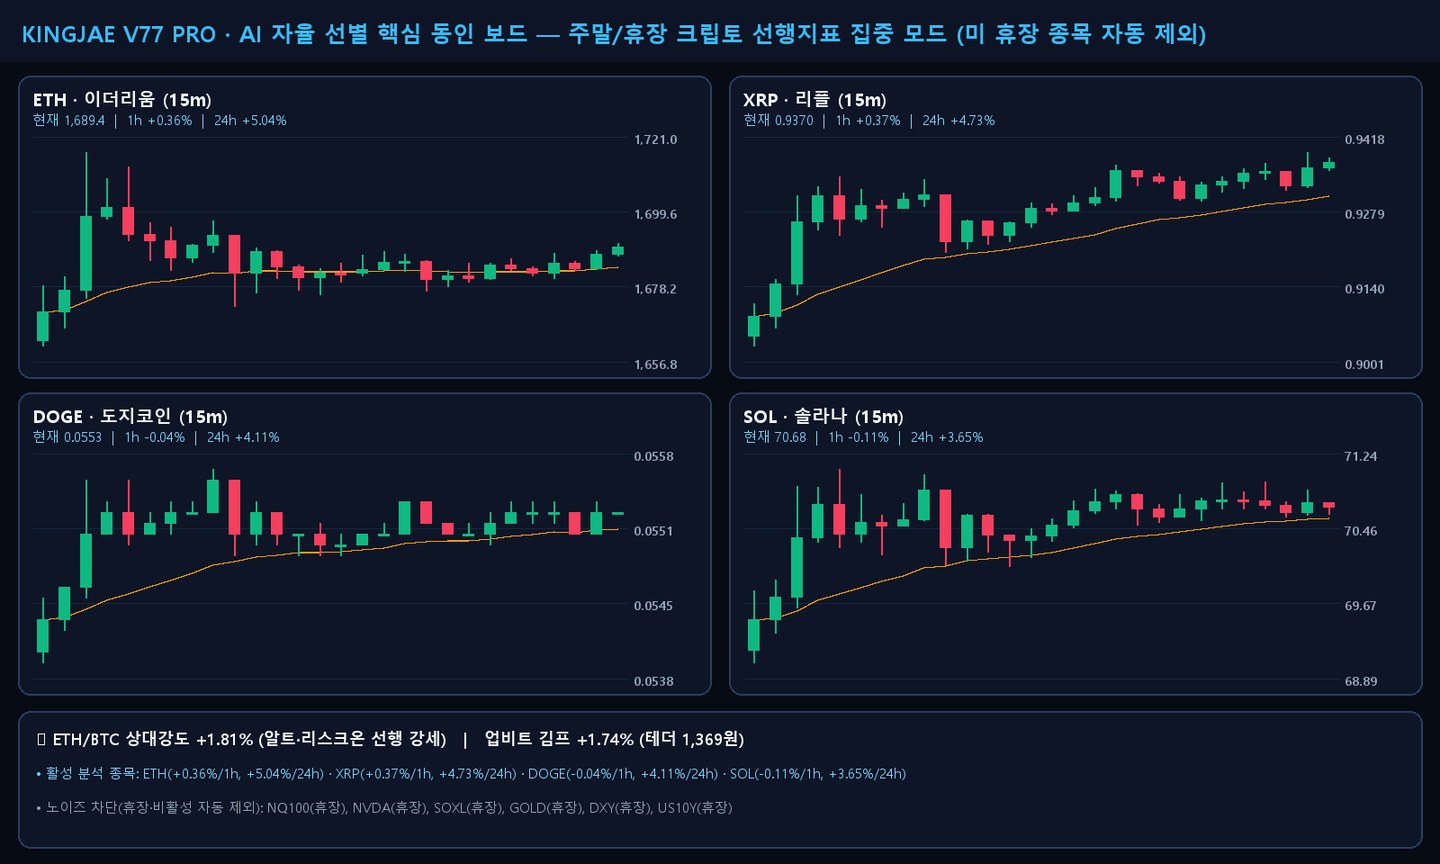 KINGJAE V77 PRO · AI 자율 선별 핵심 동인 보드 — 주말/휴장 크립토 선행지표 집중 모드 (미 휴장 종목 자동 제외)
ETH · 이더리움 (15m)
현재 1,689.4 | 1h +0.36% | 24h +5.04%
1,721.0
1,699.6
1,678.2
1,656.8
XRP · 리플 (15m)
현재 0.9370 | 1h +0.37% | 24h +4.73%
0.9418
0.9279
0.9140
0.9001
DOGE · 도지코인 (15m)
현재 0.0553 | 1h -0.04% | 24h +4.11%
0.0558
0.0551
0.0545
0.0538
SOL · 솔라나 (15m)
현재 70.68 | 1h -0.11% | 24h +3.65%
71.24
70.46
69.67
68.89
ETH/BTC 상대강도 +1.81% (알트·리스크온 선행 강세) | 업비트 김프 +1.74% (테더 1,369원)
• 활성 분석 종목: ETH(+0.36%/1h, +5.04%/24h) · XRP(+0.37%/1h, +4.73%/24h) · DOGE(-0.04%/1h, +4.11%/24h) · SOL(-0.11%/1h, +3.65%/24h)
• 노이즈 차단(휴장·비활성 자동 제외): NQ100(휴장), NVDA(휴장), SOXL(휴장), GOLD(휴장), DXY(휴장), US10Y(휴장)